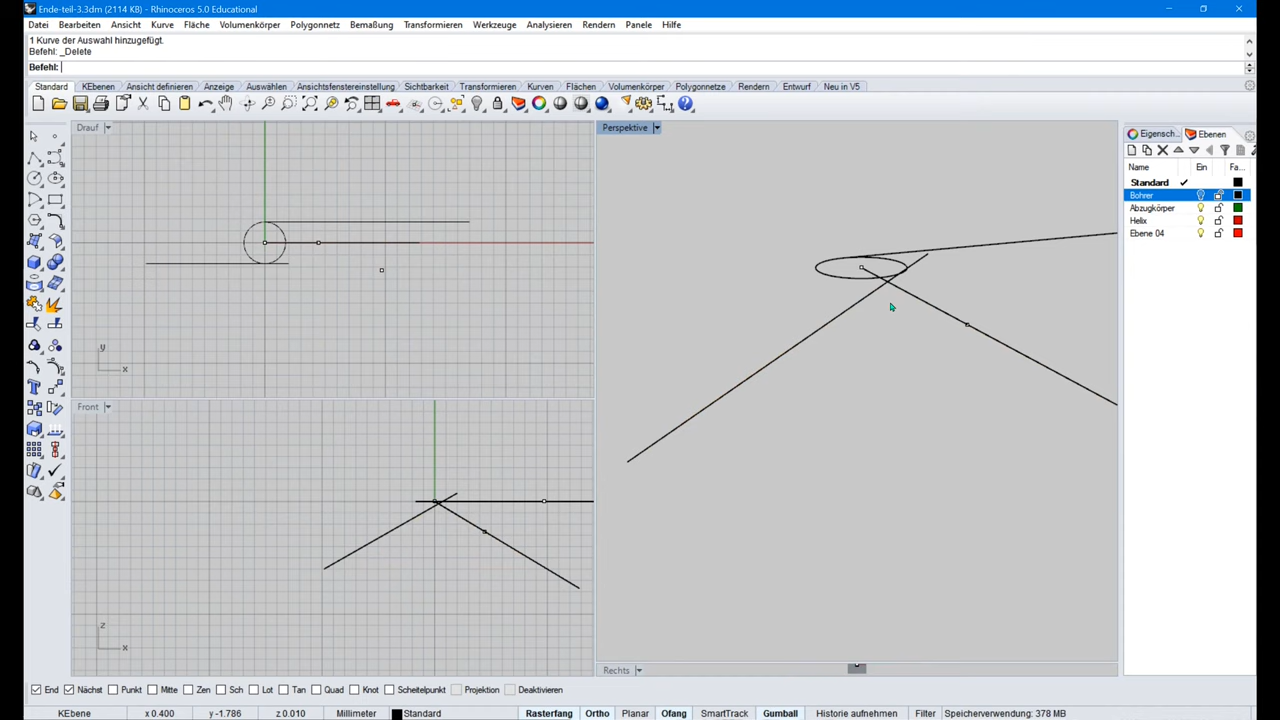 Ende-teil-3.3dm (2114 KB) - Rhinoceros 5.0 Educational
Datei Bearbeiten Ansicht Kurve Fläche Volumenkörper Polygonnetz Bemaßung Transformieren Werkzeuge Analysieren Rendern Panele Hilfe
1 Kurve der Auswahl hinzugefügt.
Befehl: _Delete
Befehl:
Standard KEbenen Ansicht definieren Anzeige Auswählen Ansichtsfenstereinstellung Sichtbarkeit Transformieren Kurven Flächen Volumenkörper Polygonnetze Rendern Entwurf Neu in V5
Drauf
Perspektive
Eigensch... Ebenen
Name Ein Fa...
Standard
Bohrer
Abzugkörper
Helix
Ebene 04
y
x
Front
z
x
Rechts
End Nächst Punkt Mitte Zen Sch Lot Tan Quad Knot Scheitelpunkt Projektion Deaktivieren
KEbene x 0.400 y -1.786 z 0.010 Millimeter Standard Rasterfang Ortho Planar Ofang SmartTrack Gumball Historie aufnehmen Filter Speicherverwendung: 378 MB